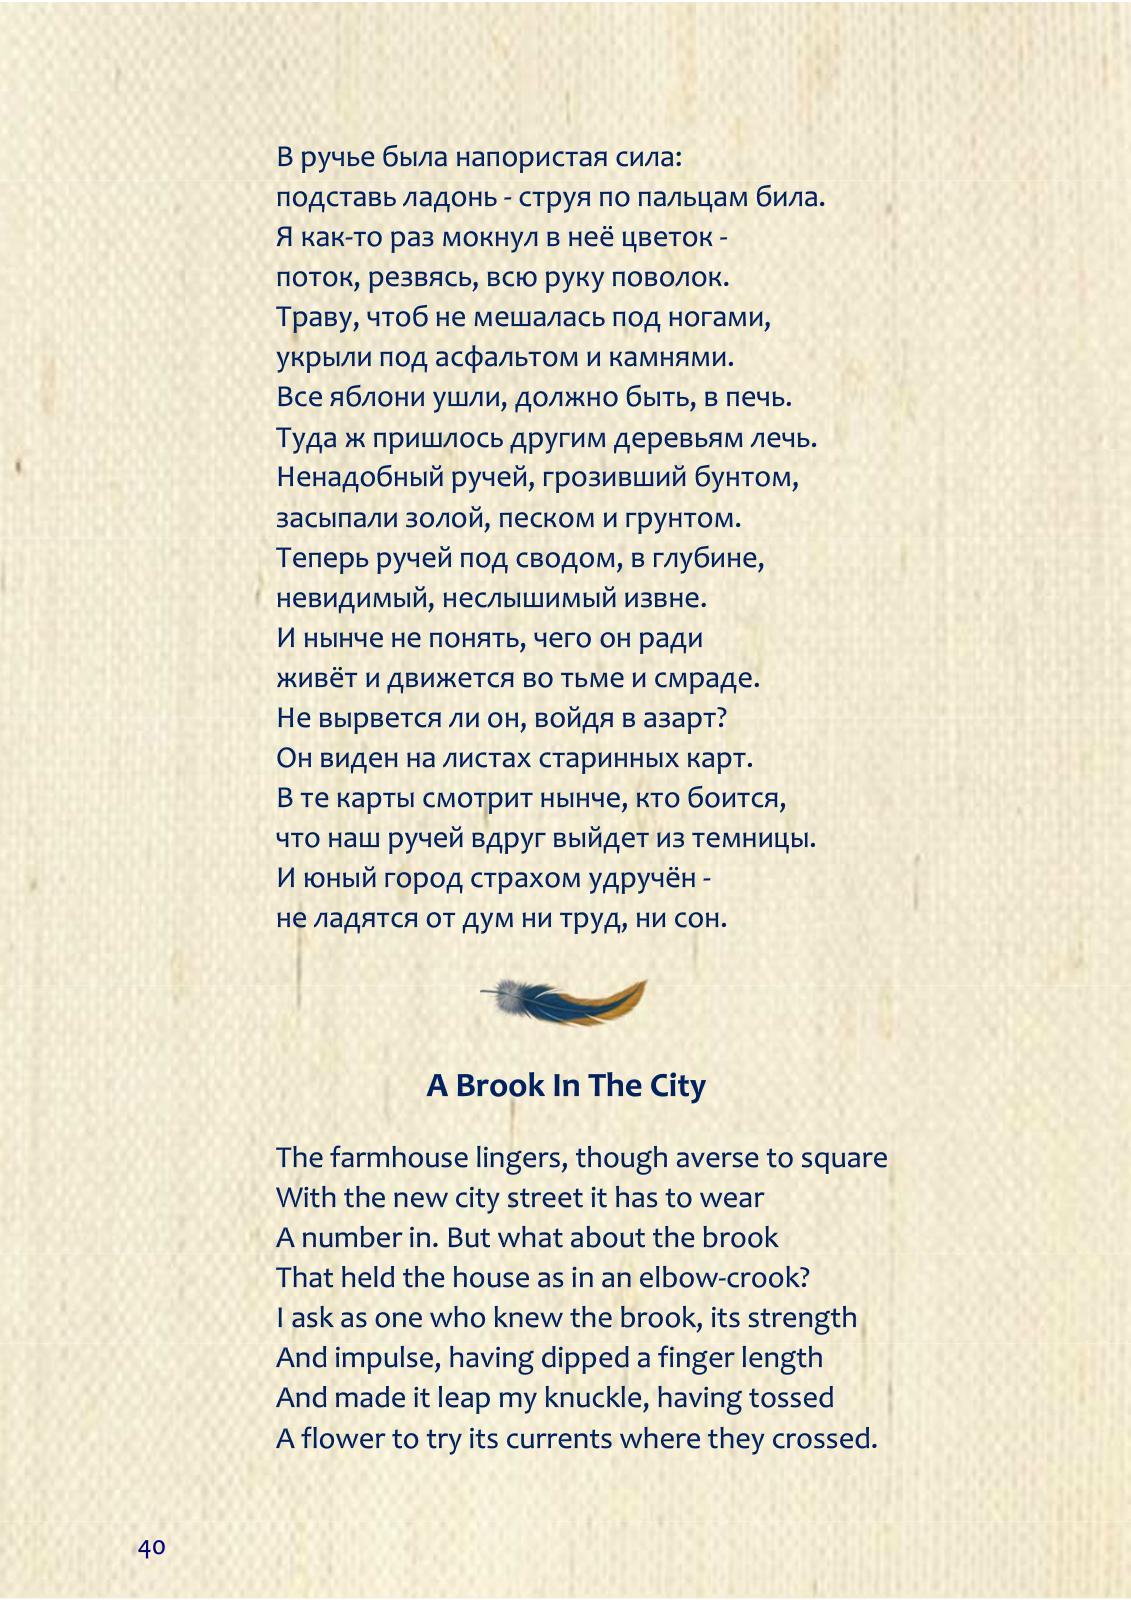 В ручье была напористая сила:
подставь ладонь - струя по пальцам била.
Я как-то раз мокнул в неё цветок -
поток, резвясь, всю руку поволок.
Траву, чтоб не мешалась под ногами,
укрыли под асфальтом и камнями.
Все яблони ушли, должно быть, в печь.
Туда ж пришлось другим деревьям лечь.
Ненадобный ручей, грозивший бунтом,
засыпали золой, песком и грунтом.
Теперь ручей под сводом, в глубине,
невидимый, неслышимый извне.
И нынче не понять, чего он ради
живёт и движется во тьме и смраде.
Не вырвется ли он, войдя в азарт?
Он виден на листах старинных карт.
В те карты смотрит нынче, кто боится,
что наш ручей вдруг выйдет из темницы.
И юный город страхом удручён -
не ладятся от дум ни труд, ни сон.
A Brook In The City
The farmhouse lingers, though averse to square
With the new city street it has to wear
A number in. But what about the brook
That held the house as in an elbow-crook?
I ask as one who knew the brook, its strength
And impulse, having dipped a finger length
And made it leap my knuckle, having tossed
A flower to try its currents where they crossed.
40